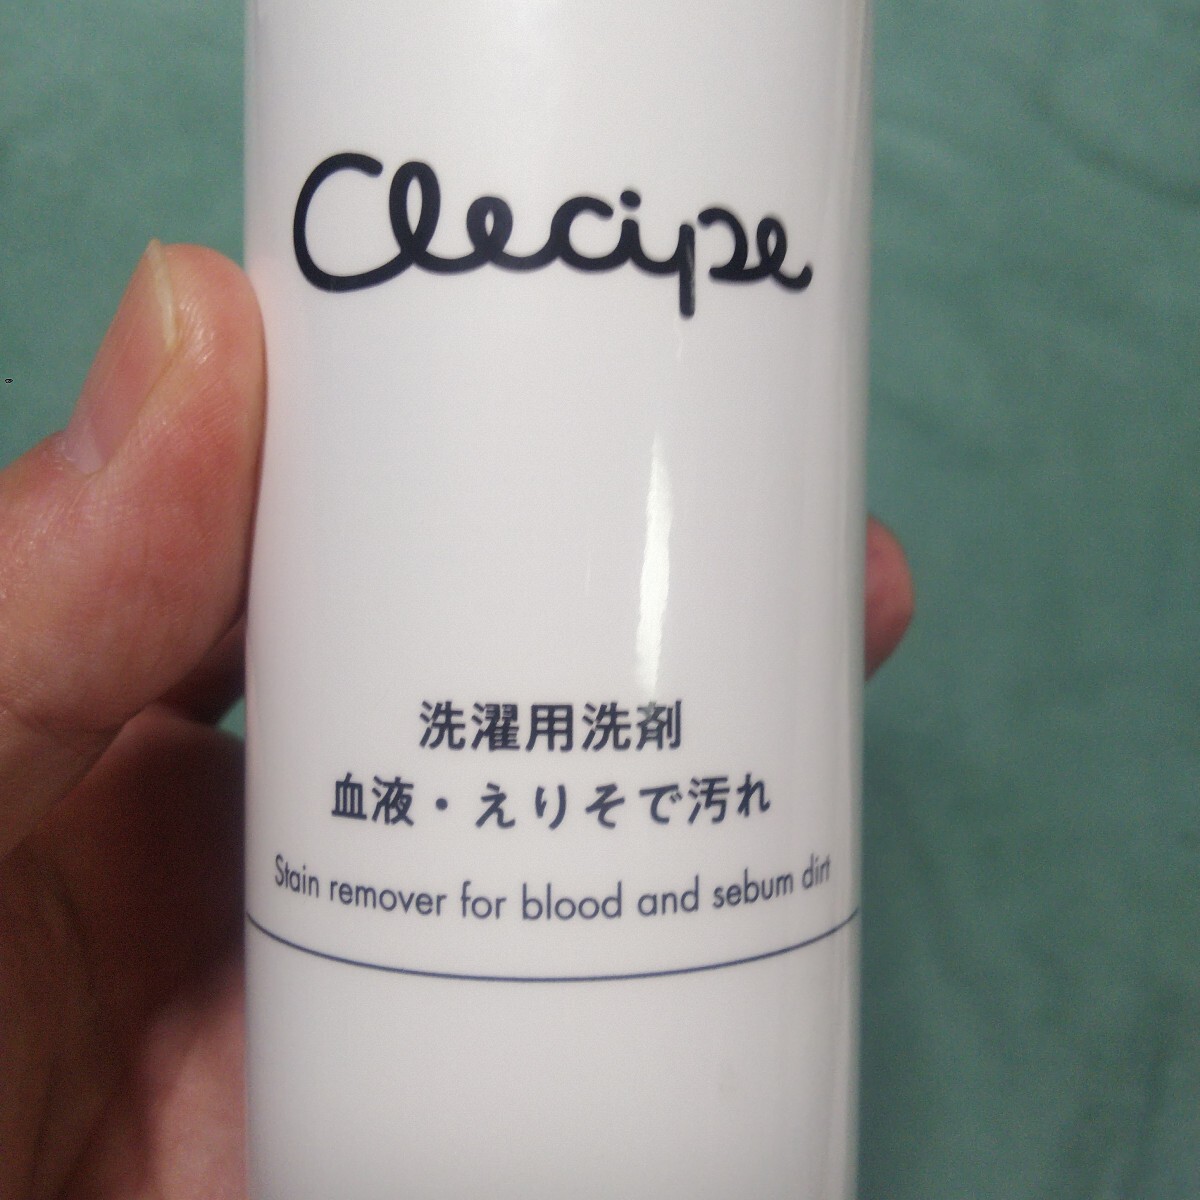 Clecipe
洗濯用洗剤
血液・えりそで汚れ
Stain remover for blood and sebum dirt